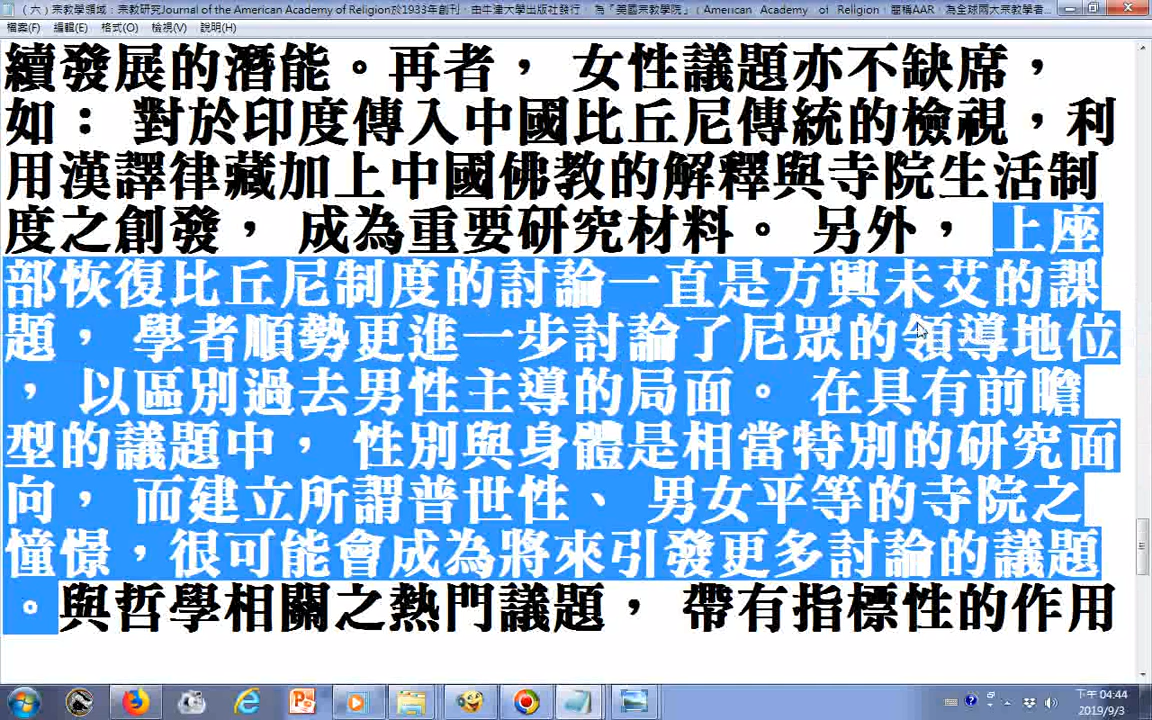 (六)宗教學領域:宗教研究Journal of the American Academy of Religion於1933年創刊,由牛津大學出版社發行,為『美國宗教學院』(American Academy of Religion,簡稱AAR,為全球兩大宗教學者...
檔案(F) 編輯(E) 格式(O) 檢視(V) 說明(H)
續發展的潛能。再者, 女性議題亦不缺席,
如: 對於印度傳入中國比丘尼傳統的檢視,利
用漢譯律藏加上中國佛教的解釋與寺院生活制
度之創發, 成為重要研究材料。 另外, 上座
部恢復比丘尼制度的討論一直是方興未艾的課
題, 學者順勢更進一步討論了尼眾的領導地位
, 以區別過去男性主導的局面。 在具有前瞻
型的議題中, 性別與身體是相當特別的研究面
向, 而建立所謂普世性、 男女平等的寺院之
憧憬,很可能會成為將來引發更多討論的議題
。與哲學相關之熱門議題, 帶有指標性的作用
下午 04:44
2019/9/3